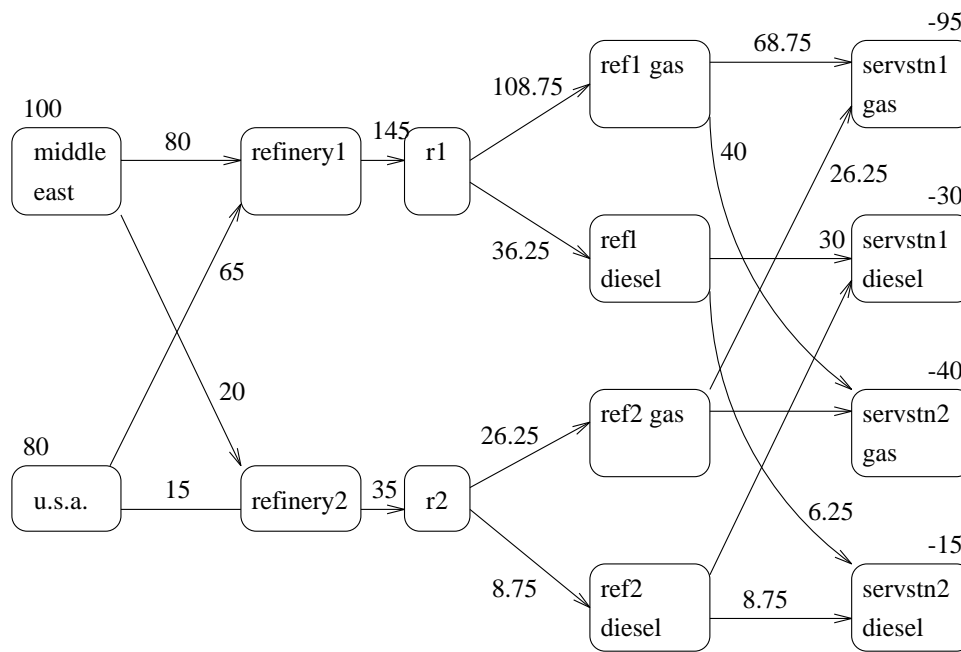 -95
68.75
ref1 gas
servstn1
gas
108.75
100
middle
east
80
refinery1
145
r1
40
26.25
-30
36.25
ref1
diesel
30
servstn1
diesel
65
20
-40
ref2 gas
servstn2
gas
80
26.25
u.s.a.
15
refinery2
35
r2
6.25
-15
8.75
ref2
diesel
8.75
servstn2
diesel